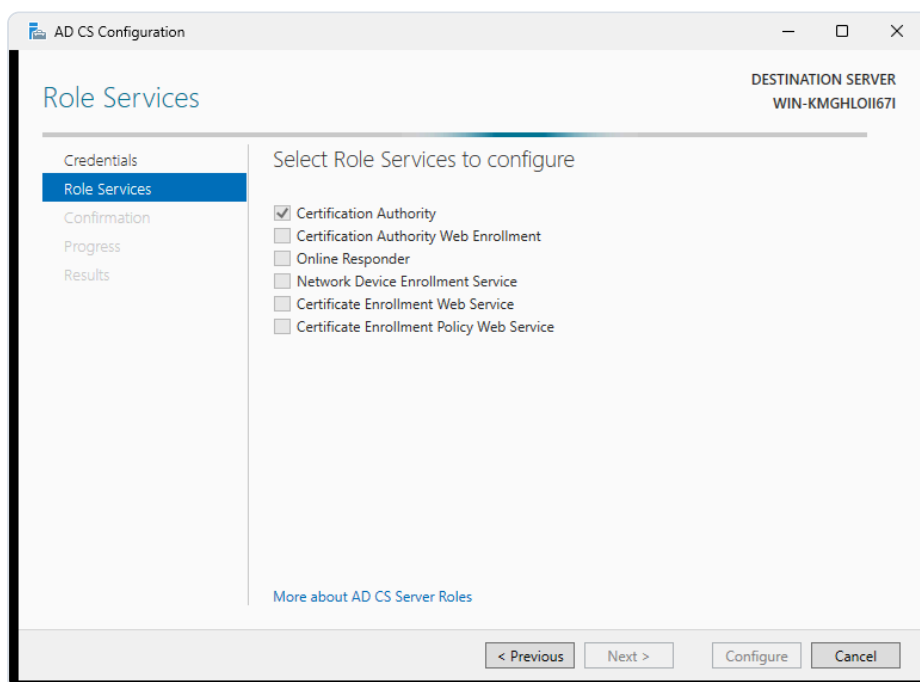 AD CS Configuration
Role Services
DESTINATION SERVER
WIN-KMGHLOII67I
Credentials
Role Services
Confirmation
Progress
Results
Select Role Services to configure
Certification Authority
Certification Authority Web Enrollment
Online Responder
Network Device Enrollment Service
Certificate Enrollment Web Service
Certificate Enrollment Policy Web Service
More about AD CS Server Roles
< Previous
Next >
Configure
Cancel